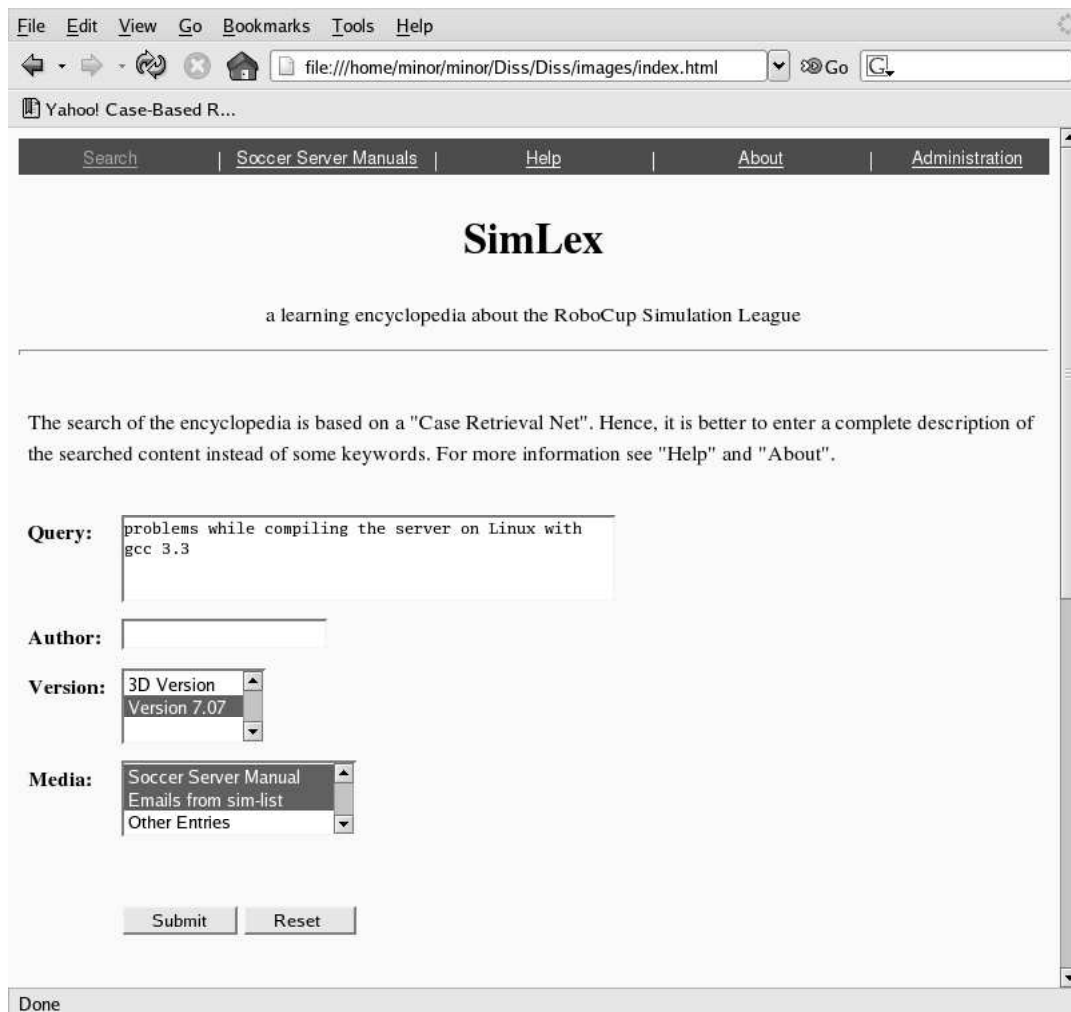 File Edit View Go Bookmarks Tools Help
file:///home/minor/minor/Diss/Diss/images/index.html Go G
Yahoo! Case-Based R...
Search | Soccer Server Manuals | Help | About | Administration
SimLex
a learning encyclopedia about the RoboCup Simulation League
The search of the encyclopedia is based on a "Case Retrieval Net". Hence, it is better to enter a complete description of
the searched content instead of some keywords. For more information see "Help" and "About".
Query: problems while compiling the server on Linux with
gcc 3.3
Author:
Version: 3D Version
Version 7.07
Media: Soccer Server Manual
Emails from sim-list
Other Entries
Submit Reset
Done